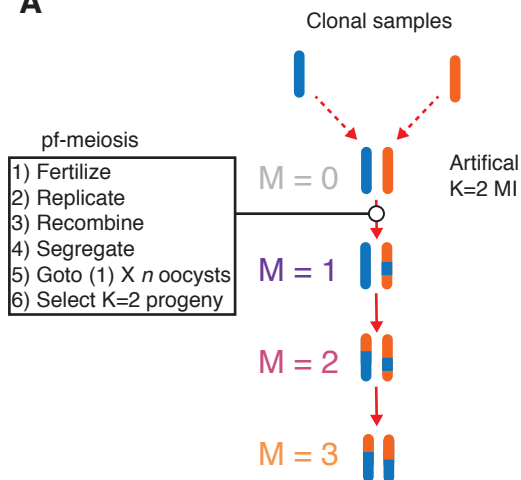 A
Clonal samples
pf-meiosis
1) Fertilize
2) Replicate
3) Recombine
4) Segregate
5) Goto (1) X n oocysts
6) Select K=2 progeny
M = 0
Artifical
K=2 MI
M = 1
M = 2
M = 3